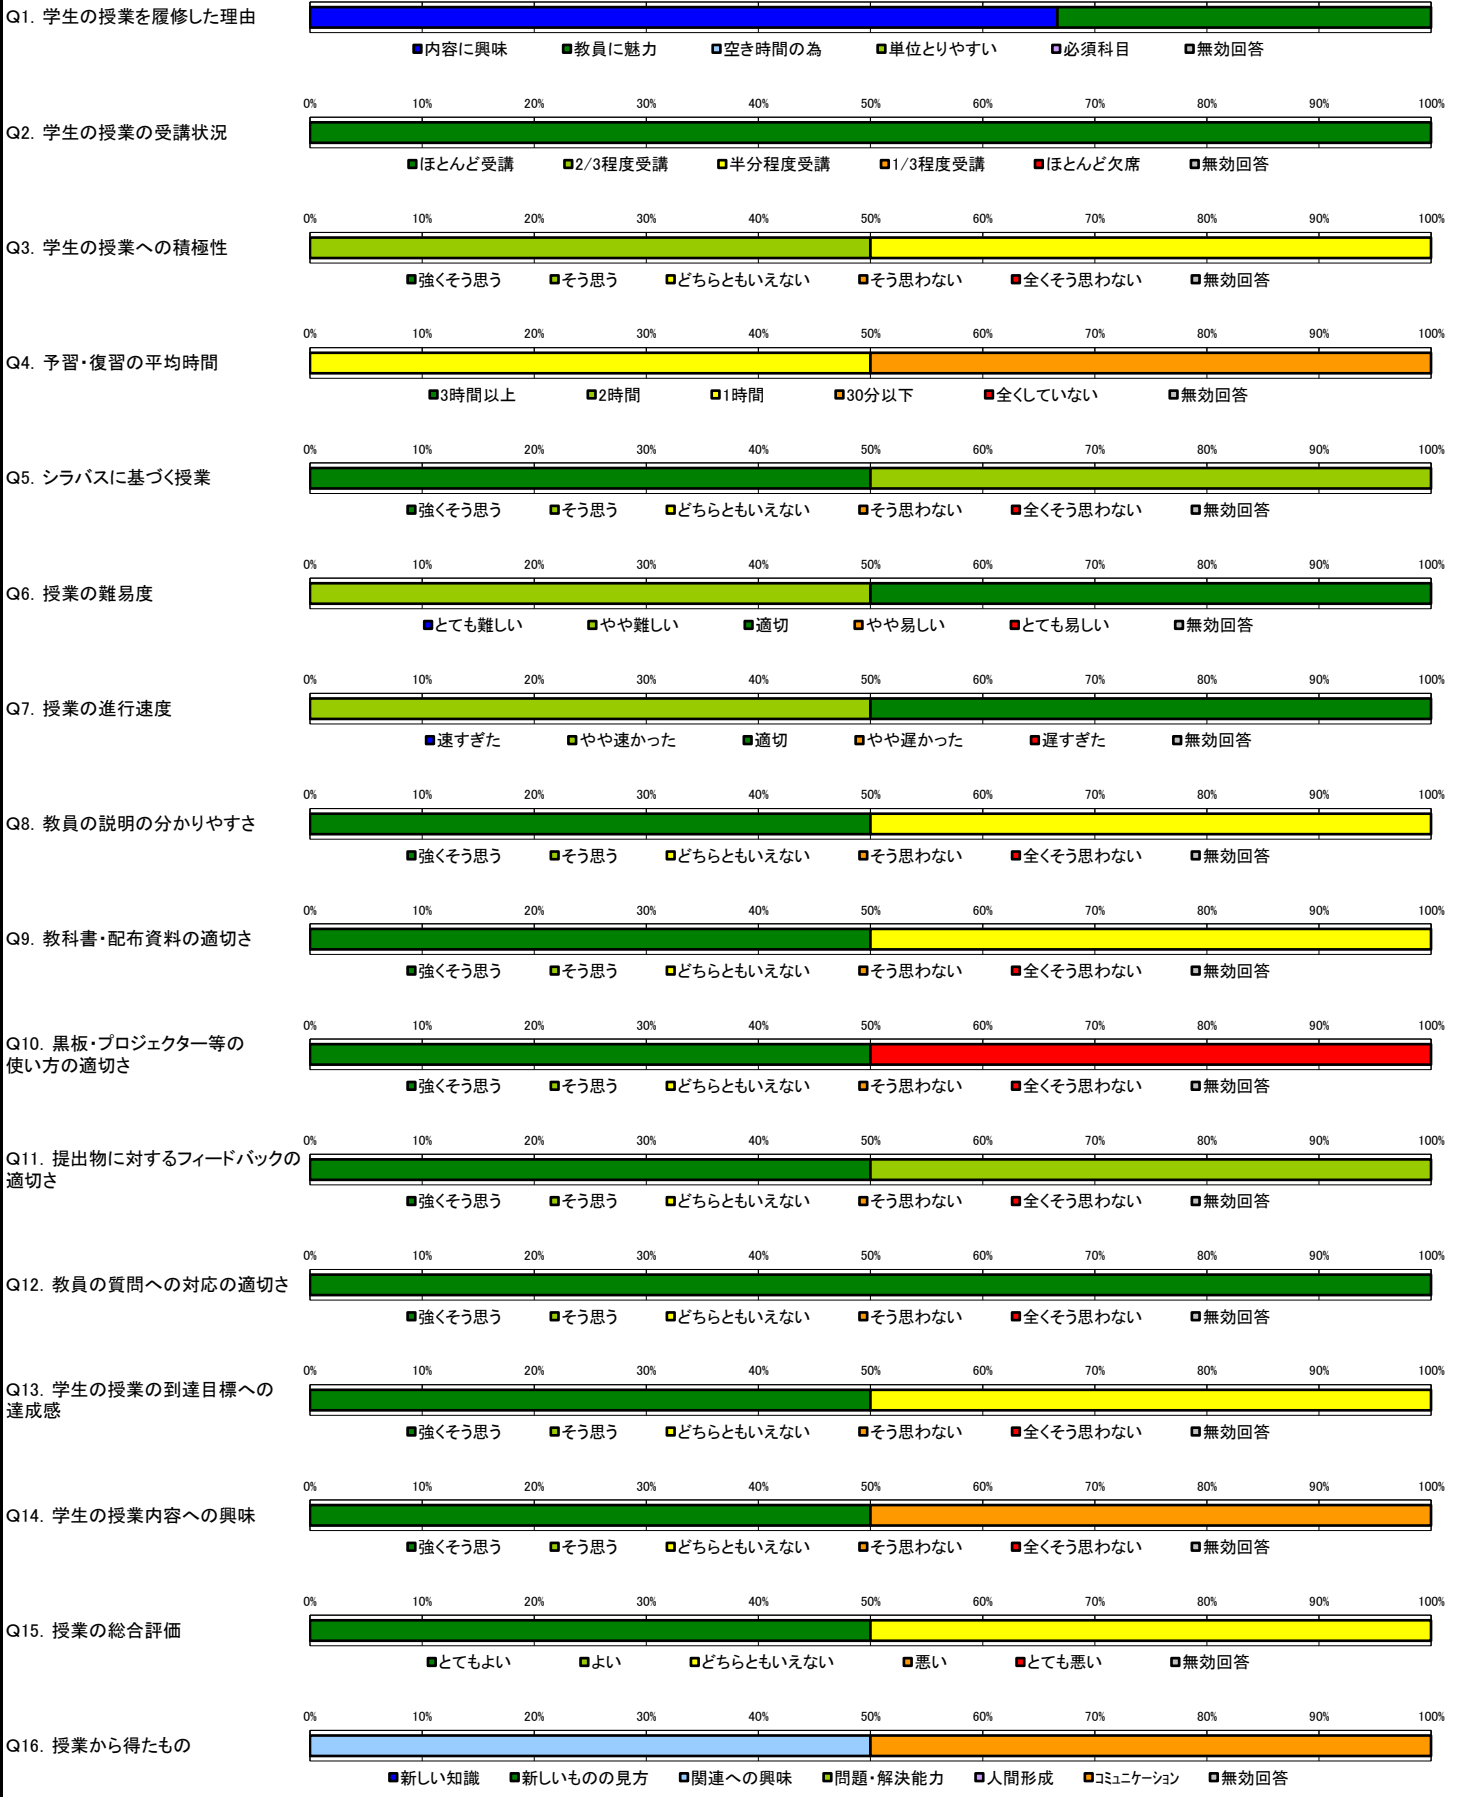 Q1. 学生の授業を履修した理由
■内容に興味 ■教員に魅力 ■空き時間の為 ■単位とりやすい ■必須科目 ■無効回答
0% 10% 20% 30% 40% 50% 60% 70% 80% 90% 100%
Q2. 学生の授業の受講状況
■ほとんど受講 ■2/3程度受講 ■半分程度受講 ■1/3程度受講 ■ほとんど欠席 ■無効回答
0% 10% 20% 30% 40% 50% 60% 70% 80% 90% 100%
Q3. 学生の授業への積極性
■強くそう思う ■そう思う ■どちらともいえない ■そう思わない ■全くそう思わない ■無効回答
0% 10% 20% 30% 40% 50% 60% 70% 80% 90% 100%
Q4. 予習・復習の平均時間
■3時間以上 ■2時間 ■1時間 ■30分以下 ■全くしていない ■無効回答
0% 10% 20% 30% 40% 50% 60% 70% 80% 90% 100%
Q5. シラバスに基づく授業
■強くそう思う ■そう思う ■どちらともいえない ■そう思わない ■全くそう思わない ■無効回答
0% 10% 20% 30% 40% 50% 60% 70% 80% 90% 100%
Q6. 授業の難易度
■とても難しい ■やや難しい ■適切 ■やや易しい ■とても易しい ■無効回答
0% 10% 20% 30% 40% 50% 60% 70% 80% 90% 100%
Q7. 授業の進行速度
■速すぎた ■やや速かった ■適切 ■やや遅かった ■遅すぎた ■無効回答
0% 10% 20% 30% 40% 50% 60% 70% 80% 90% 100%
Q8. 教員の説明の分かりやすさ
■強くそう思う ■そう思う ■どちらともいえない ■そう思わない ■全くそう思わない ■無効回答
0% 10% 20% 30% 40% 50% 60% 70% 80% 90% 100%
Q9. 教科書・配布資料の適切さ
■強くそう思う ■そう思う ■どちらともいえない ■そう思わない ■全くそう思わない ■無効回答
0% 10% 20% 30% 40% 50% 60% 70% 80% 90% 100%
Q10. 黒板・プロジェクター等の
使い方の適切さ
■強くそう思う ■そう思う ■どちらともいえない ■そう思わない ■全くそう思わない ■無効回答
0% 10% 20% 30% 40% 50% 60% 70% 80% 90% 100%
Q11. 提出物に対するフィードバックの
適切さ
■強くそう思う ■そう思う ■どちらともいえない ■そう思わない ■全くそう思わない ■無効回答
0% 10% 20% 30% 40% 50% 60% 70% 80% 90% 100%
Q12. 教員の質問への対応の適切さ
■強くそう思う ■そう思う ■どちらともいえない ■そう思わない ■全くそう思わない ■無効回答
0% 10% 20% 30% 40% 50% 60% 70% 80% 90% 100%
Q13. 学生の授業の到達目標への
達成感
■強くそう思う ■そう思う ■どちらともいえない ■そう思わない ■全くそう思わない ■無効回答
0% 10% 20% 30% 40% 50% 60% 70% 80% 90% 100%
Q14. 学生の授業内容への興味
■強くそう思う ■そう思う ■どちらともいえない ■そう思わない ■全くそう思わない ■無効回答
0% 10% 20% 30% 40% 50% 60% 70% 80% 90% 100%
Q15. 授業の総合評価
■とてもよい ■よい ■どちらともいえない ■悪い ■とても悪い ■無効回答
0% 10% 20% 30% 40% 50% 60% 70% 80% 90% 100%
Q16. 授業から得たもの
■新しい知識 ■新しいものの見方 ■関連への興味 ■問題・解決能力 ■人間形成 ■ｺﾐｭﾆｹｰｼｮﾝ ■無効回答